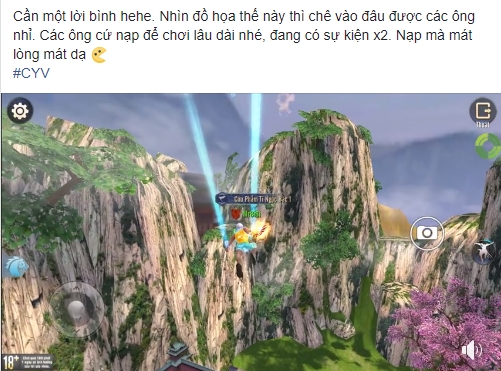 Cần một lời bình hehe. Nhìn đồ họa thế này thì chê vào đâu được các ông
nhỉ. Các ông cứ nạp để chơi lâu dài nhé, đang có sự kiện x2. Nạp mà mát
lòng mát dạ
#CYV
Thoát
18+